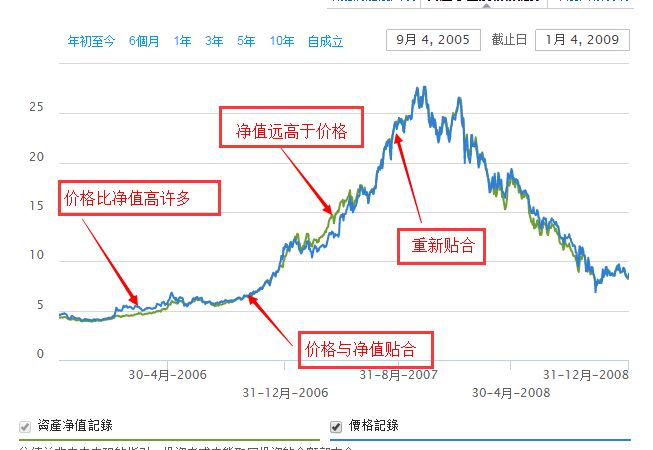 年初至今 6個月 1年 3年 5年 10年 自成立 9月 4, 2005 截止日 1月 4, 2009
25
净值远高于价格
20
价格比净值高许多
15
重新贴合
10
5
价格与净值贴合
0
30-4月-2006 31-8月-2007 31-12月-2008
31-12月-2006 30-4月-2008
資產净值記錄 價格記錄